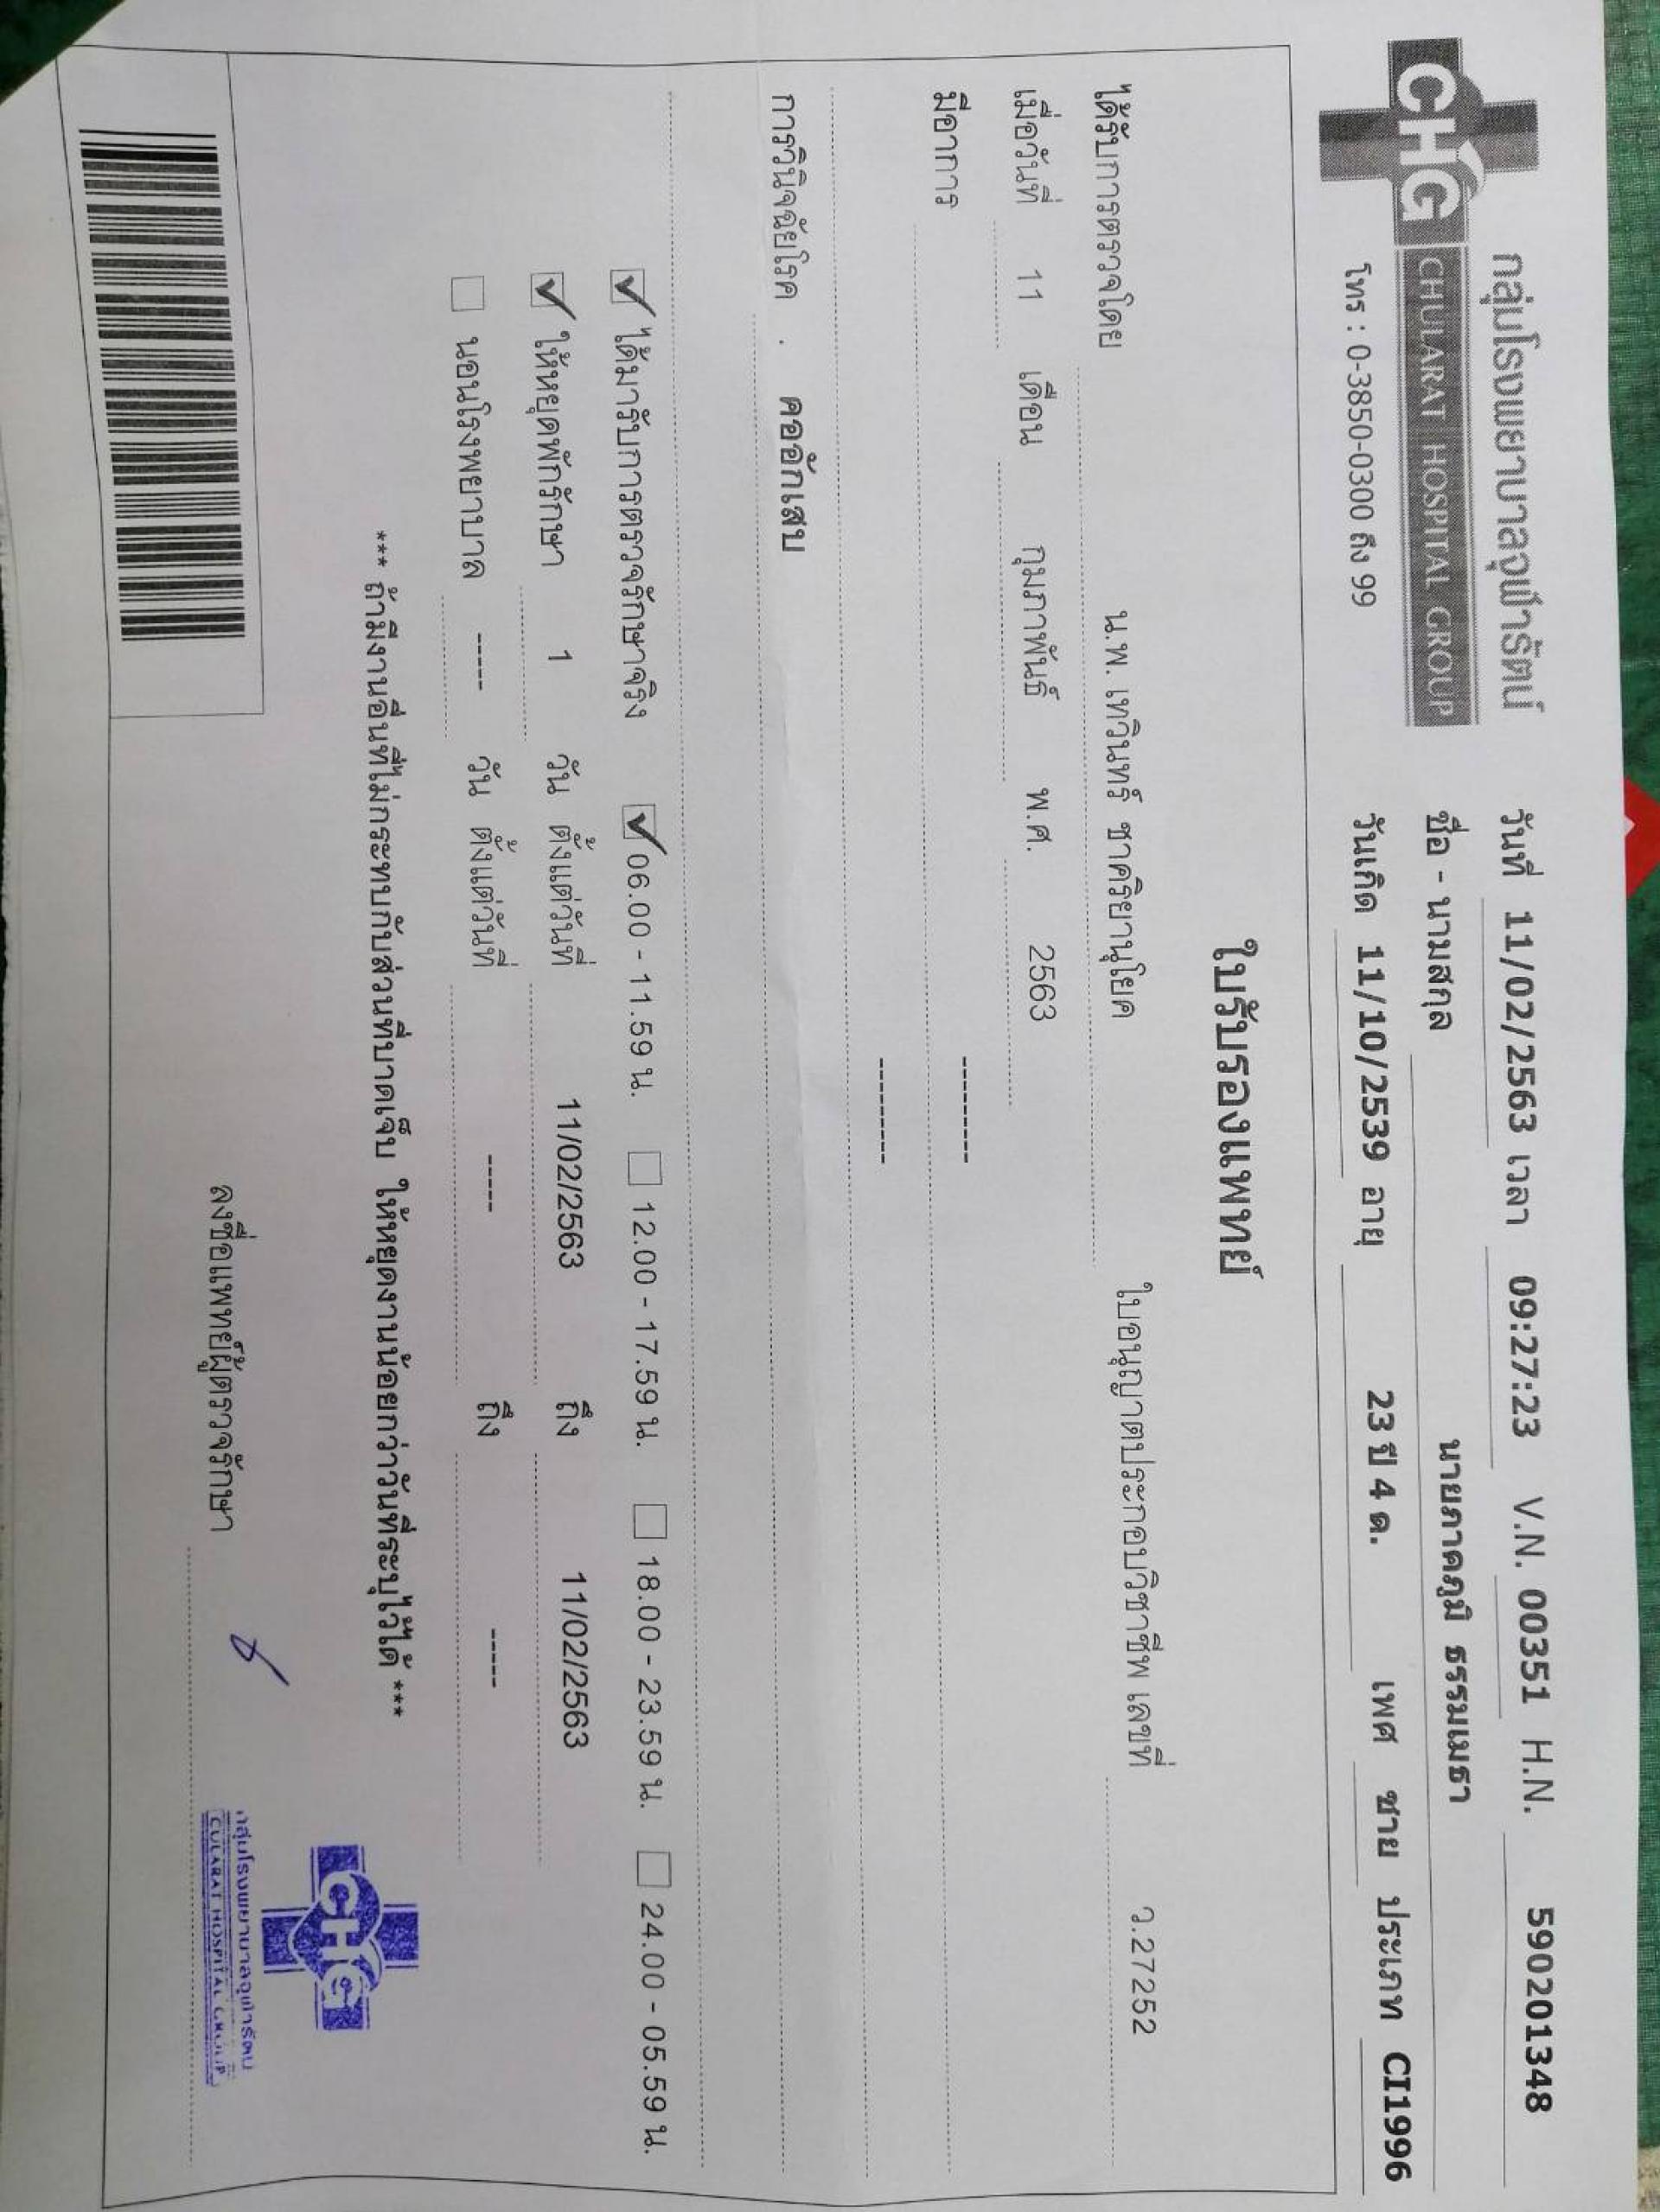 กลุ่มโรงพยาบาลจุฬารัตน์
CHG CHULARAT HOSPITAL GROUP
โทร : 0-3850-0300 ถึง 99
วันที่ 11/02/2563 เวลา 09:27:23 V.N. 00351 H.N. 590201348
ชื่อ - นามสกุล นายภาคภูมิ ธรรมเมธา
วันเกิด 11/10/2539 อายุ 23 ปี 4 ด. เพศ ชาย ประเภท CI1996
ใบรับรองแพทย์
ได้รับการตรวจโดย น.พ. เทวินทร์ ชาคริยานุโยค ใบอนุญาตประกอบวิชาชีพ เลขที่ ว.27252
เมื่อวันที่ 11 เดือน กุมภาพันธ์ พ.ศ. 2563
มีอาการ ---------
---------
การวินิจฉัยโรค . คออักเสบ
ได้มารับการตรวจรักษาจริง 06.00 - 11.59 น. 12.00 - 17.59 น. 18.00 - 23.59 น. 24.00 - 05.59 น.
ให้หยุดพักรักษา 1 วัน ตั้งแต่วันที่ 11/02/2563 ถึง 11/02/2563
นอนโรงพยาบาล ----- วัน ตั้งแต่วันที่ ----- ถึง -----
*** ถ้ามีงานอื่นที่ไม่กระทบกับส่วนที่บาดเจ็บ ให้หยุดงานน้อยกว่าวันที่ระบุไว้ได้ ***
ลงชื่อแพทย์ผู้ตรวจรักษา
CHG
กลุ่มโรงพยาบาลจุฬารัตน์
CULARAT HOSPITAL GROUP